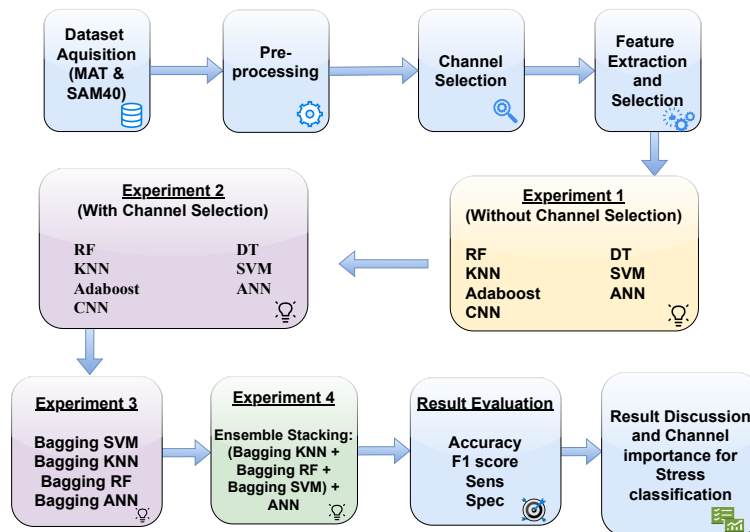 Dataset
Aquisition
(MAT &
SAM40)
Pre-
processing
Channel
Selection
Feature
Extraction
and
Selection
Experiment 2
(With Channel Selection)
RF DT
KNN SVM
Adaboost ANN
CNN
Experiment 1
(Without Channel Selection)
RF DT
KNN SVM
Adaboost ANN
CNN
Experiment 3
Bagging SVM
Bagging KNN
Bagging RF
Bagging ANN
Experiment 4
Ensemble Stacking:
(Bagging KNN +
Bagging RF +
Bagging SVM) +
ANN
Result Evaluation
Accuracy
F1 score
Sens
Spec
Result Discussion
and Channel
importance for
Stress
classification